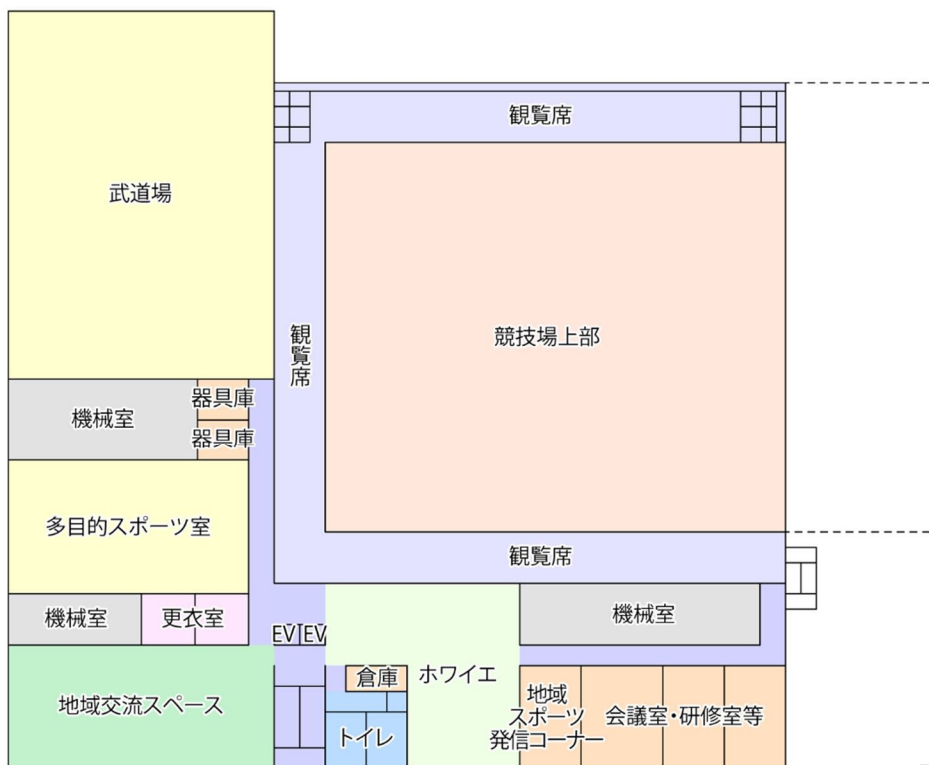 観覧席
武道場
観覧席
競技場上部
器具庫
機械室
器具庫
多目的スポーツ室
観覧席
機械室
更衣室
機械室
EV
EV
倉庫
ホワイエ
地域交流スペース
地域
スポーツ
発信コーナー
会議室・研修室等
トイレ